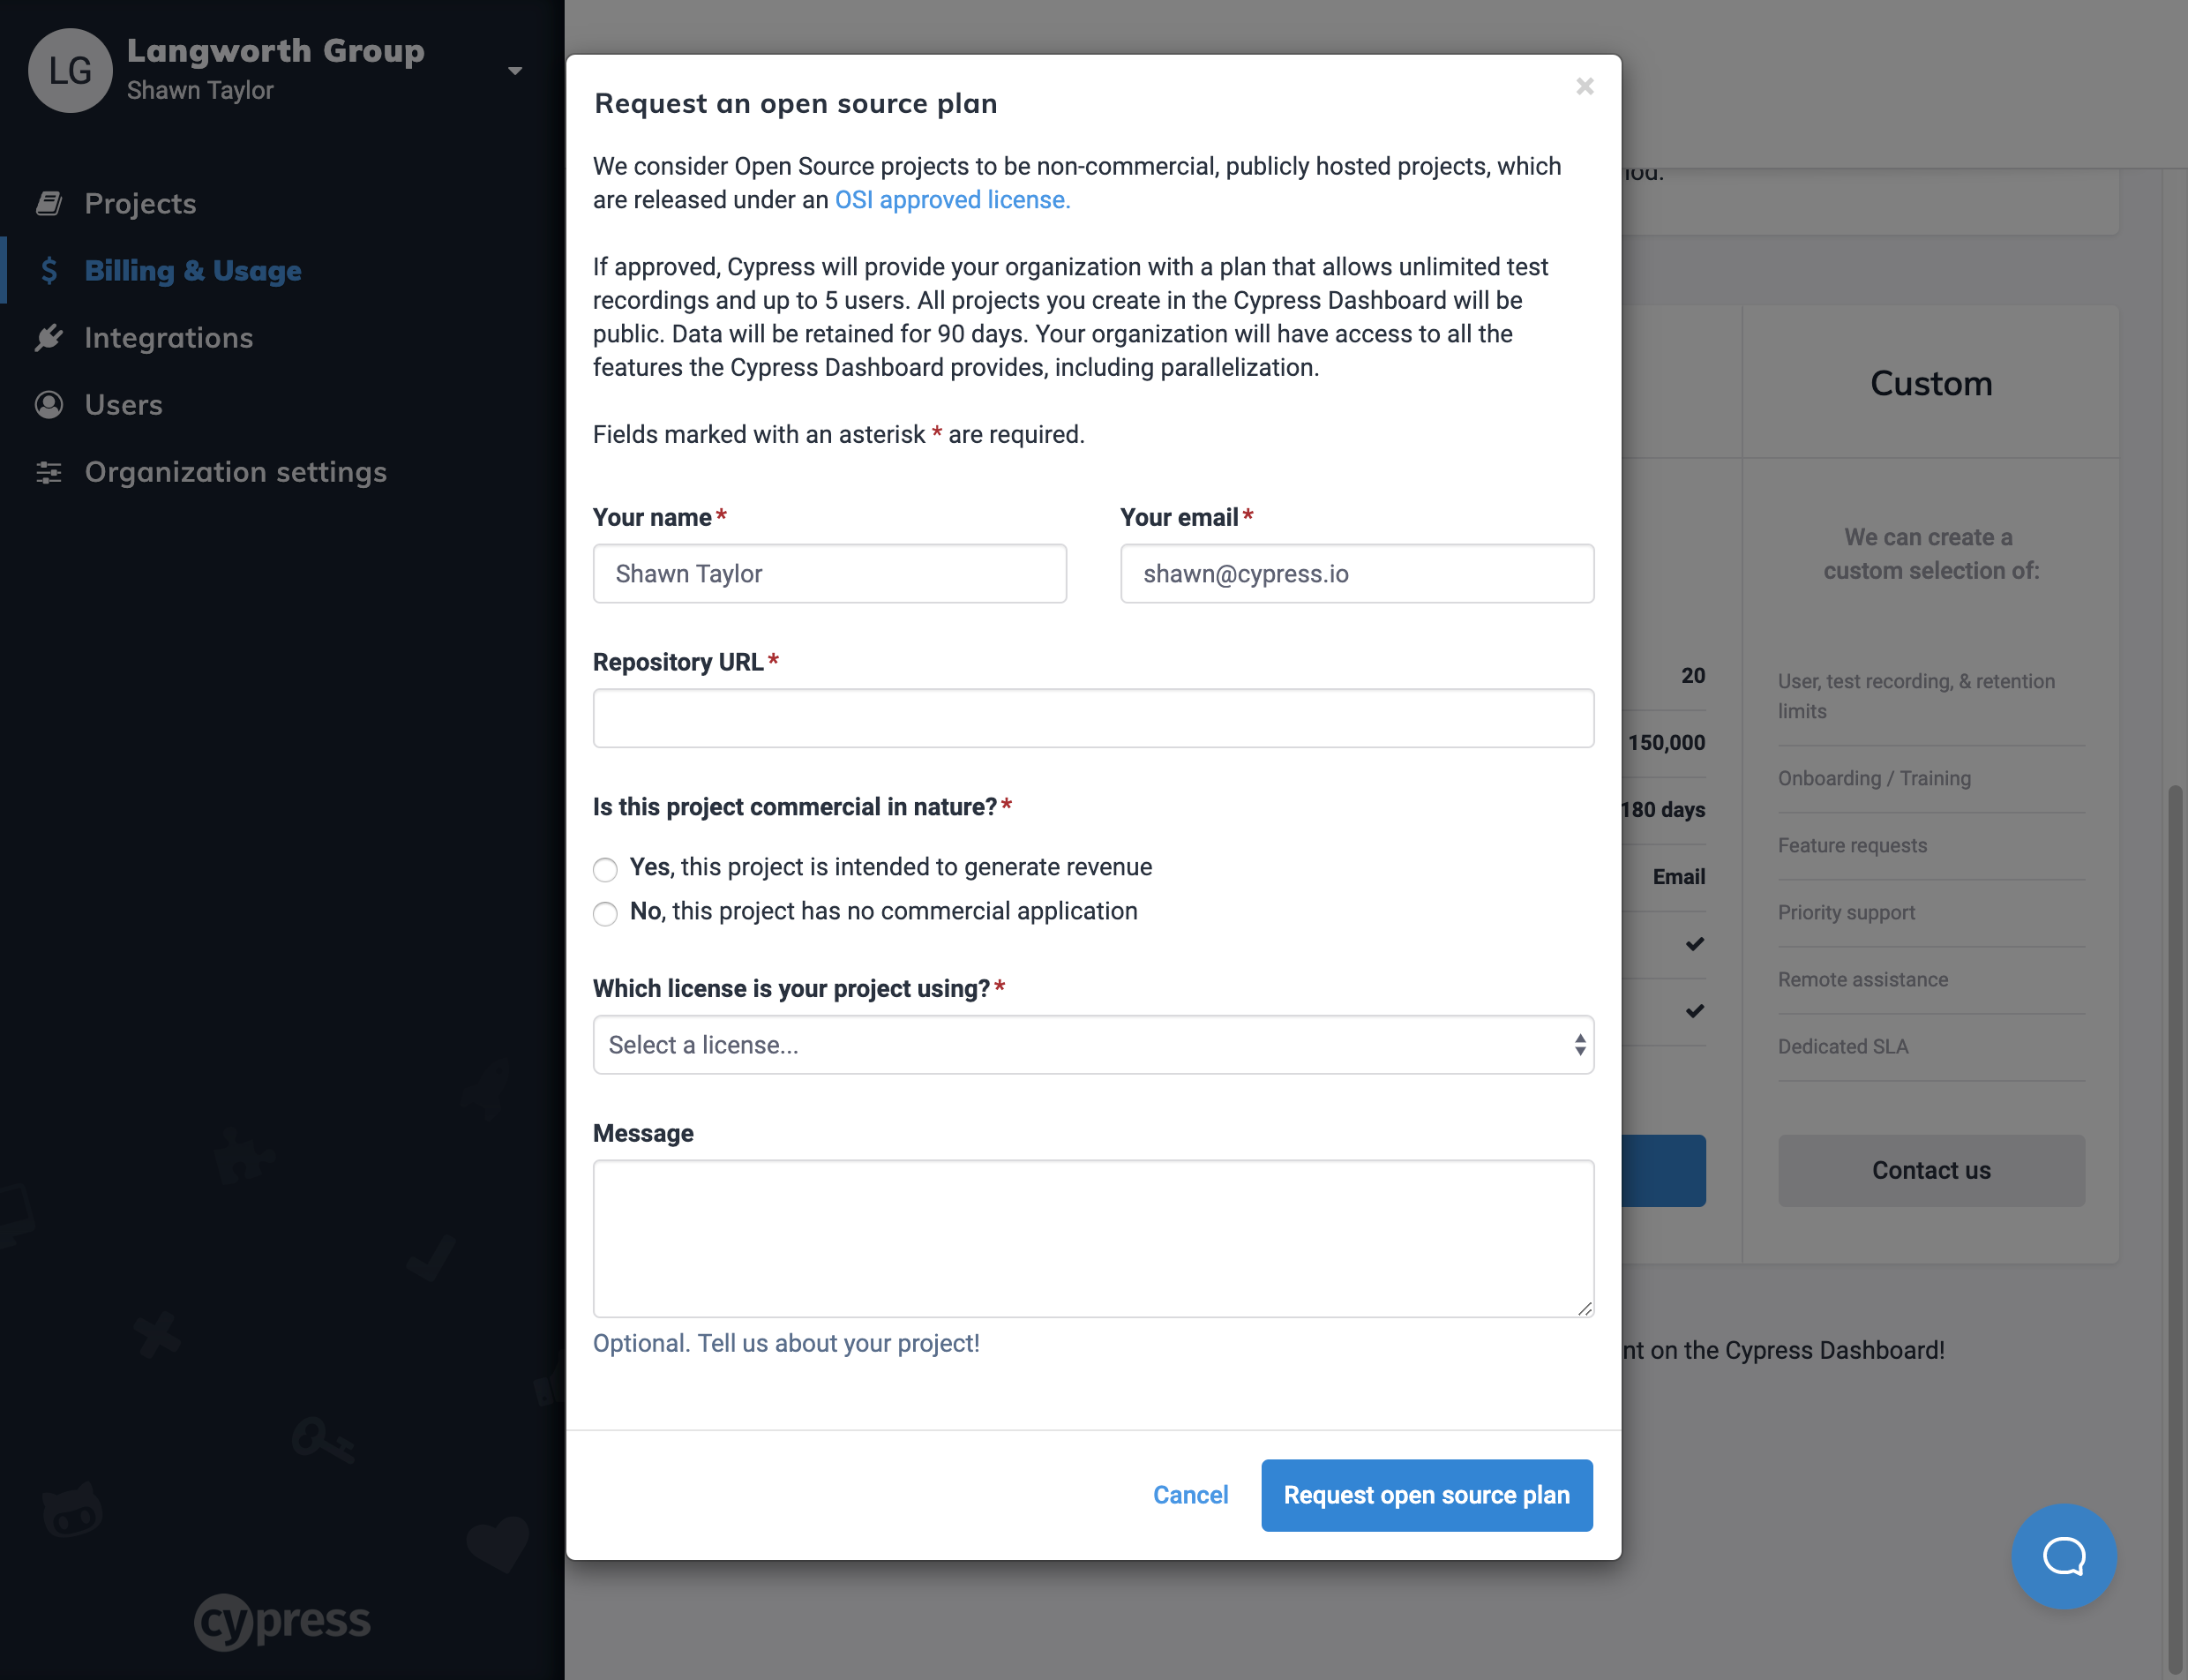 LG
Langworth Group
Shawn Taylor
Projects
Billing & Usage
Integrations
Users
Organization settings
cypress
Request an open source plan
×
We consider Open Source projects to be non-commercial, publicly hosted projects, which
are released under an OSI approved license.
If approved, Cypress will provide your organization with a plan that allows unlimited test
recordings and up to 5 users. All projects you create in the Cypress Dashboard will be
public. Data will be retained for 90 days. Your organization will have access to all the
features the Cypress Dashboard provides, including parallelization.
Fields marked with an asterisk * are required.
Your name*
Shawn Taylor
Your email*
shawn@cypress.io
Repository URL*
Is this project commercial in nature?*
Yes, this project is intended to generate revenue
No, this project has no commercial application
Which license is your project using?*
Select a license...
Message
Optional. Tell us about your project!
Cancel
Request open source plan
20
150,000
180 days
Email
Custom
We can create a
custom selection of:
User, test recording, & retention
limits
Onboarding / Training
Feature requests
Priority support
Remote assistance
Dedicated SLA
Contact us
on the Cypress Dashboard!